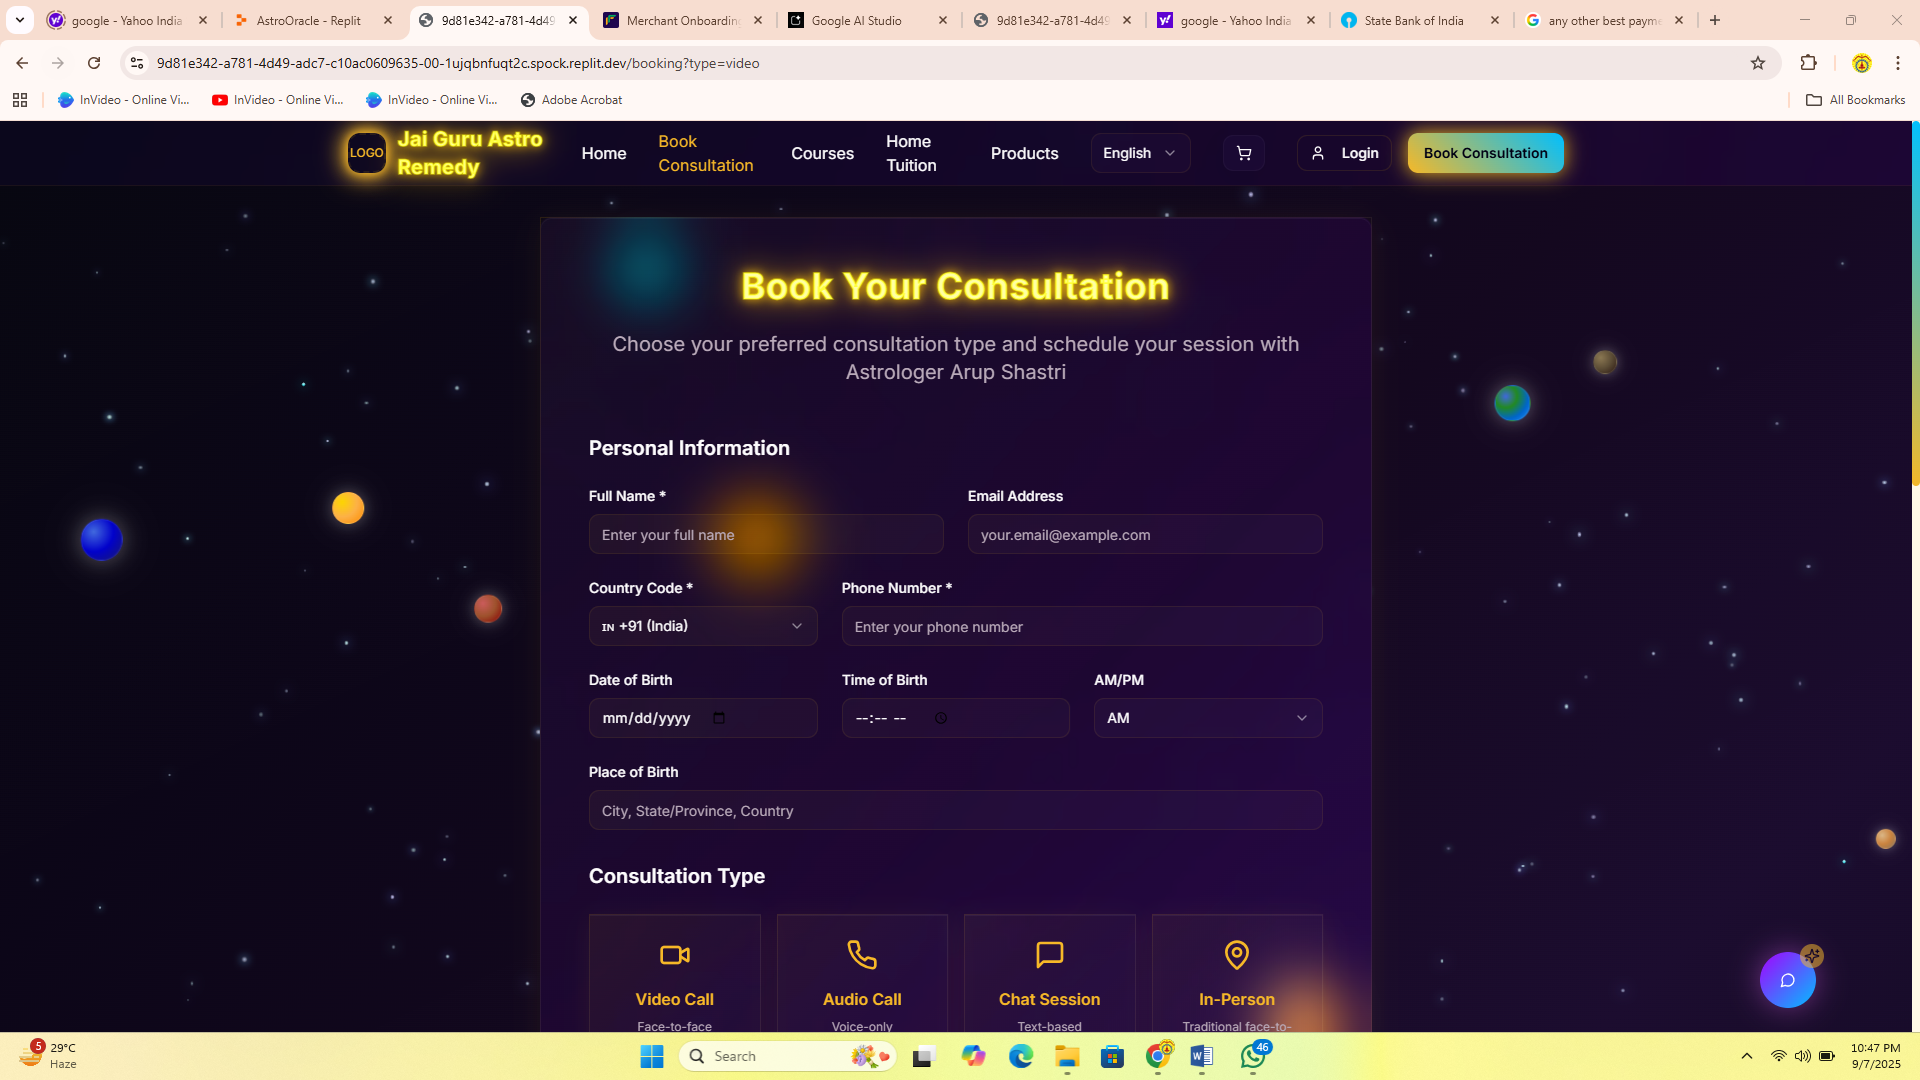 google - Yahoo India
AstroOracle - Replit
9d81e342-a781-4d49
Merchant Onboardin
Google AI Studio
9d81e342-a781-4d49
google - Yahoo India
State Bank of India
any other best payme
9d81e342-a781-4d49-adc7-c10ac0609635-00-1ujqbnfuqt2c.spock.replit.dev/booking?type=video
InVideo - Online Vi...
InVideo - Online Vi...
InVideo - Online Vi...
Adobe Acrobat
All Bookmarks
LOGO
Jai Guru Astro
Remedy
Home
Book
Consultation
Courses
Home
Tuition
Products
English
Login
Book Consultation
Book Your Consultation
Choose your preferred consultation type and schedule your session with
Astrologer Arup Shastri
Personal Information
Full Name *
Email Address
Enter your full name
your.email@example.com
Country Code *
Phone Number *
IN +91 (India)
Enter your phone number
Date of Birth
Time of Birth
AM/PM
mm/dd/yyyy
--:-- --
AM
Place of Birth
City, State/Province, Country
Consultation Type
Video Call
Audio Call
Chat Session
In-Person
Face-to-face
Voice-only
Text-based
Traditional face-to-
5
29°C
Haze
Search
46
10:47 PM
9/7/2025